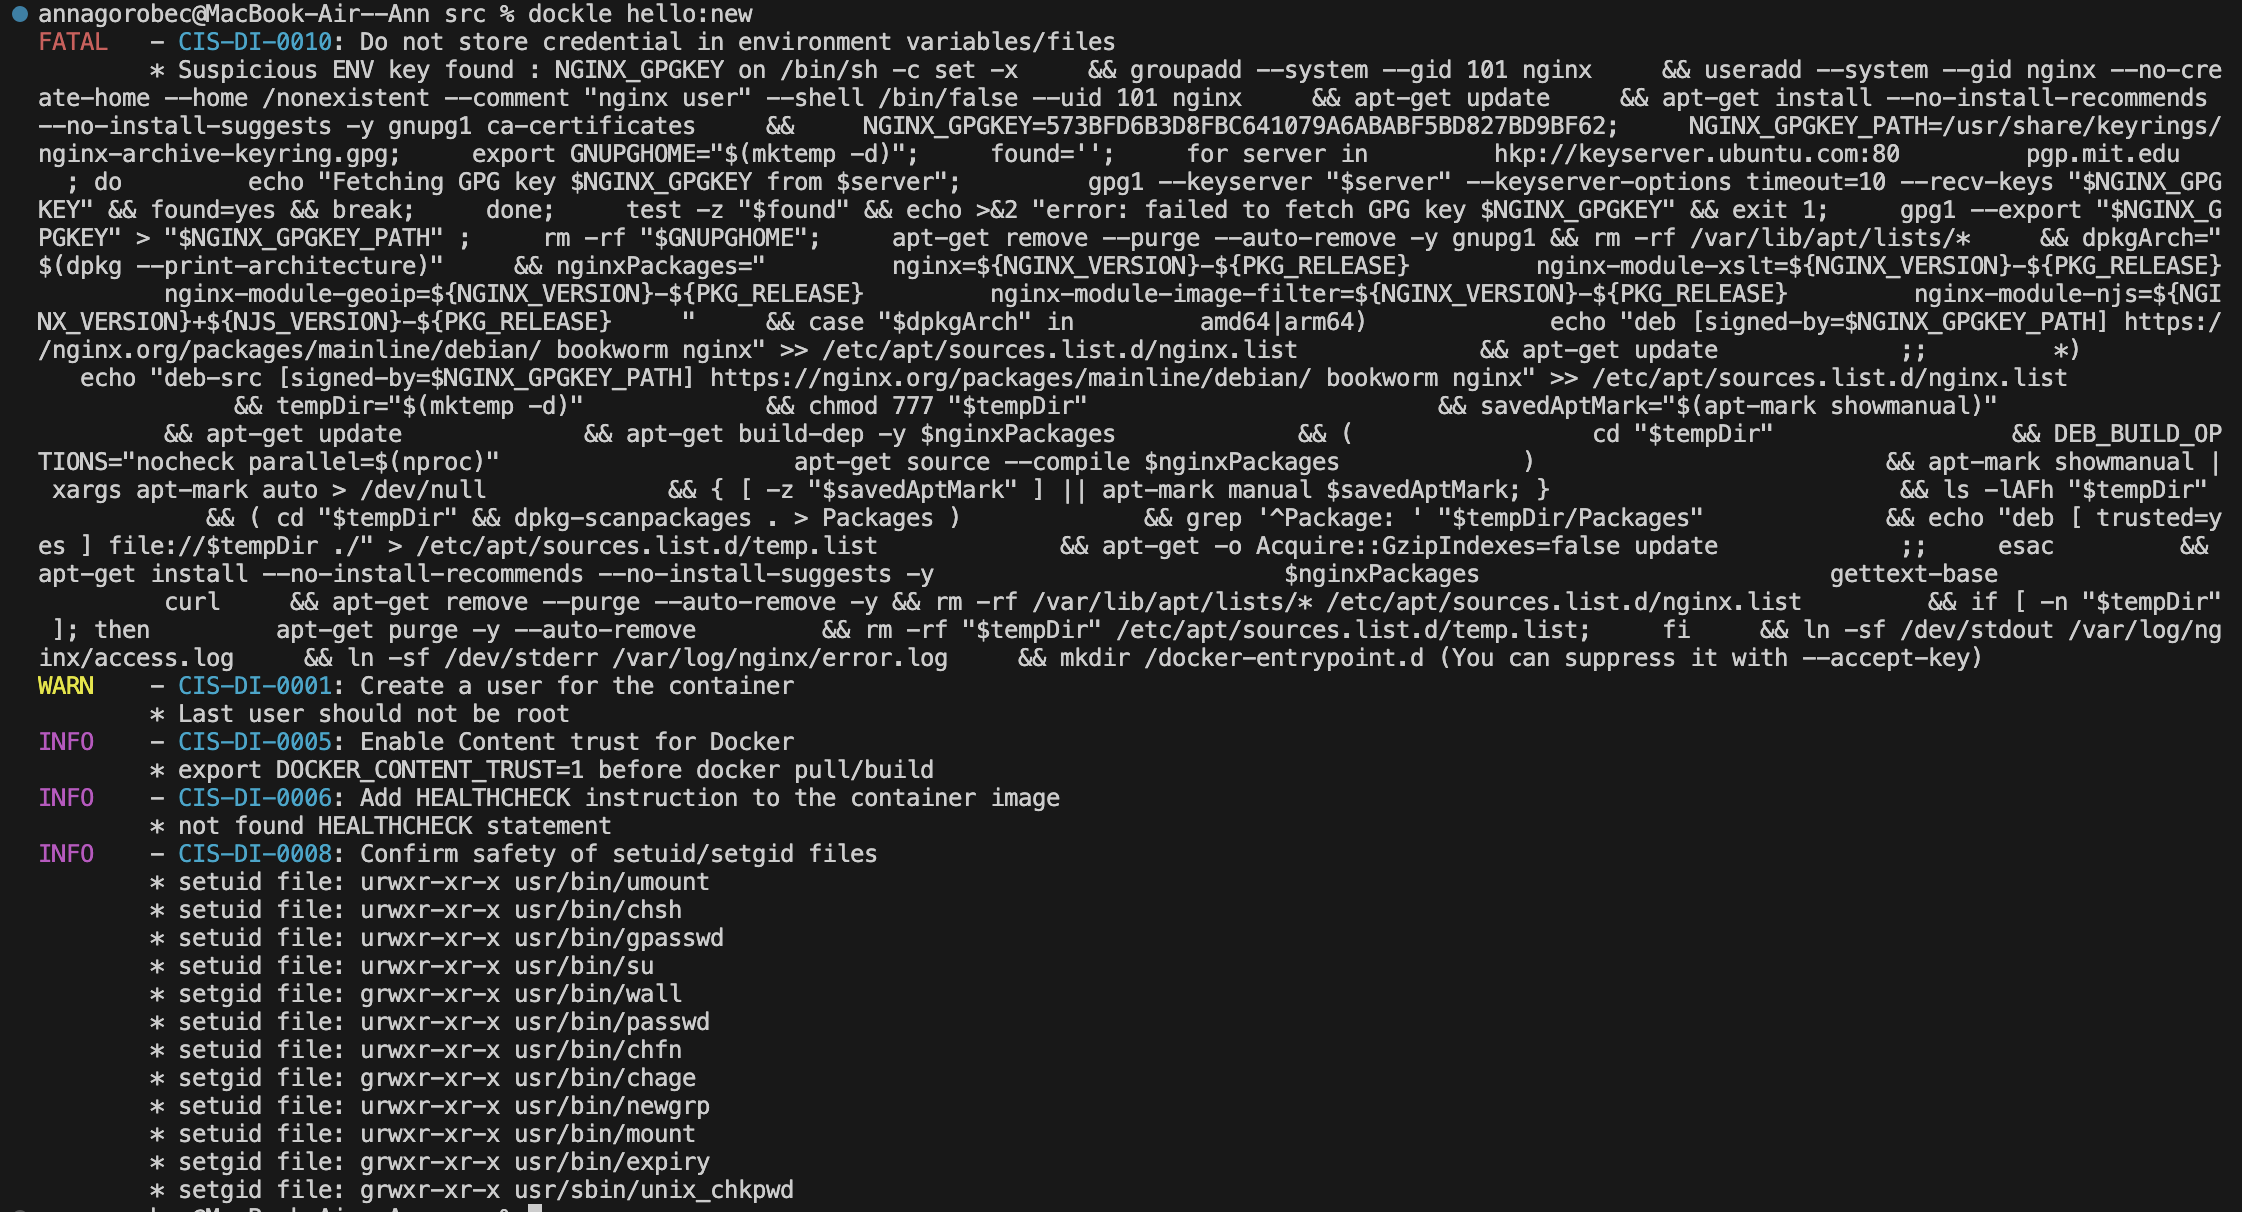 annagorobec@MacBook-Air--Ann src % dockle hello:new
FATAL   - CIS-DI-0010: Do not store credential in environment variables/files
        * Suspicious ENV key found : NGINX_GPGKEY on /bin/sh -c set -x     && groupadd --system --gid 101 nginx     && useradd --system --gid nginx --no-cre
ate-home --home /nonexistent --comment "nginx user" --shell /bin/false --uid 101 nginx     && apt-get update     && apt-get install --no-install-recommends
--no-install-suggests -y gnupg1 ca-certificates     &&     NGINX_GPGKEY=573BFD6B3D8FBC641079A6ABABF5BD827BD9BF62;     NGINX_GPGKEY_PATH=/usr/share/keyrings/
nginx-archive-keyring.gpg;     export GNUPGHOME="$(mktemp -d)";     found='';     for server in         hkp://keyserver.ubuntu.com:80         pgp.mit.edu
  ; do         echo "Fetching GPG key $NGINX_GPGKEY from $server";         gpg1 --keyserver "$server" --keyserver-options timeout=10 --recv-keys "$NGINX_GPG
KEY" && found=yes && break;     done;     test -z "$found" && echo >&2 "error: failed to fetch GPG key $NGINX_GPGKEY" && exit 1;     gpg1 --export "$NGINX_G
PGKEY" > "$NGINX_GPGKEY_PATH" ;     rm -rf "$GNUPGHOME";     apt-get remove --purge --auto-remove -y gnupg1 && rm -rf /var/lib/apt/lists/*     && dpkgArch="
$(dpkg --print-architecture)"     && nginxPackages="         nginx=${NGINX_VERSION}-${PKG_RELEASE}         nginx-module-xslt=${NGINX_VERSION}-${PKG_RELEASE}
         nginx-module-geoip=${NGINX_VERSION}-${PKG_RELEASE}         nginx-module-image-filter=${NGINX_VERSION}-${PKG_RELEASE}         nginx-module-njs=${NGI
NX_VERSION}+${NJS_VERSION}-${PKG_RELEASE}     "     && case "$dpkgArch" in         amd64|arm64)             echo "deb [signed-by=$NGINX_GPGKEY_PATH] https:/
/nginx.org/packages/mainline/debian/ bookworm nginx" >> /etc/apt/sources.list.d/nginx.list             && apt-get update             ;;         *)
   echo "deb-src [signed-by=$NGINX_GPGKEY_PATH] https://nginx.org/packages/mainline/debian/ bookworm nginx" >> /etc/apt/sources.list.d/nginx.list
              && tempDir="$(mktemp -d)"             && chmod 777 "$tempDir"                         && savedAptMark="$(apt-mark showmanual)"
         && apt-get update             && apt-get build-dep -y $nginxPackages             && (                 cd "$tempDir"                 && DEB_BUILD_OP
TIONS="nocheck parallel=$(nproc)"                     apt-get source --compile $nginxPackages             )                         && apt-mark showmanual |
 xargs apt-mark auto > /dev/null             && { [ -z "$savedAptMark" ] || apt-mark manual $savedAptMark; }                         && ls -lAFh "$tempDir"
            && ( cd "$tempDir" && dpkg-scanpackages . > Packages )             && grep '^Package: ' "$tempDir/Packages"             && echo "deb [ trusted=y
es ] file://$tempDir ./" > /etc/apt/sources.list.d/temp.list             && apt-get -o Acquire::GzipIndexes=false update             ;;     esac         &&
apt-get install --no-install-recommends --no-install-suggests -y                         $nginxPackages                         gettext-base
         curl     && apt-get remove --purge --auto-remove -y && rm -rf /var/lib/apt/lists/* /etc/apt/sources.list.d/nginx.list         && if [ -n "$tempDir"
 ]; then         apt-get purge -y --auto-remove         && rm -rf "$tempDir" /etc/apt/sources.list.d/temp.list;     fi     && ln -sf /dev/stdout /var/log/ng
inx/access.log     && ln -sf /dev/stderr /var/log/nginx/error.log     && mkdir /docker-entrypoint.d (You can suppress it with --accept-key)
WARN    - CIS-DI-0001: Create a user for the container
        * Last user should not be root
INFO    - CIS-DI-0005: Enable Content trust for Docker
        * export DOCKER_CONTENT_TRUST=1 before docker pull/build
INFO    - CIS-DI-0006: Add HEALTHCHECK instruction to the container image
        * not found HEALTHCHECK statement
INFO    - CIS-DI-0008: Confirm safety of setuid/setgid files
        * setuid file: urwxr-xr-x usr/bin/umount
        * setuid file: urwxr-xr-x usr/bin/chsh
        * setuid file: urwxr-xr-x usr/bin/gpasswd
        * setuid file: urwxr-xr-x usr/bin/su
        * setgid file: grwxr-xr-x usr/bin/wall
        * setuid file: urwxr-xr-x usr/bin/passwd
        * setuid file: urwxr-xr-x usr/bin/chfn
        * setgid file: grwxr-xr-x usr/bin/chage
        * setuid file: urwxr-xr-x usr/bin/newgrp
        * setuid file: urwxr-xr-x usr/bin/mount
        * setgid file: grwxr-xr-x usr/bin/expiry
        * setgid file: grwxr-xr-x usr/sbin/unix_chkpwd